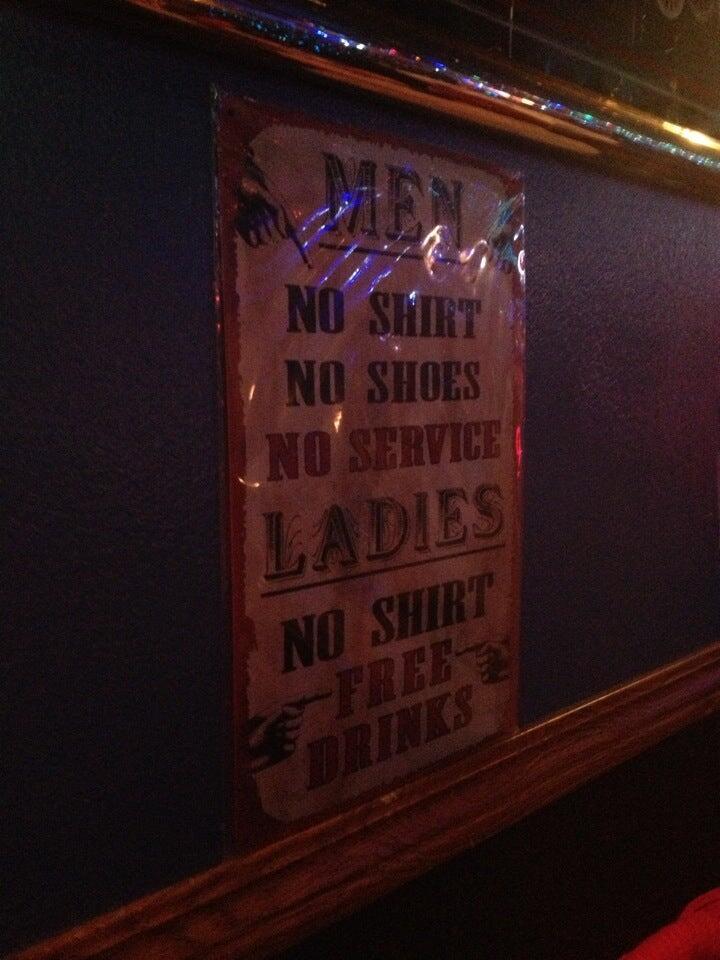 MEN
NO SHIRT
NO SHOES
NO SERVICE
LADIES
NO SHIRT
FREE
DRINKS